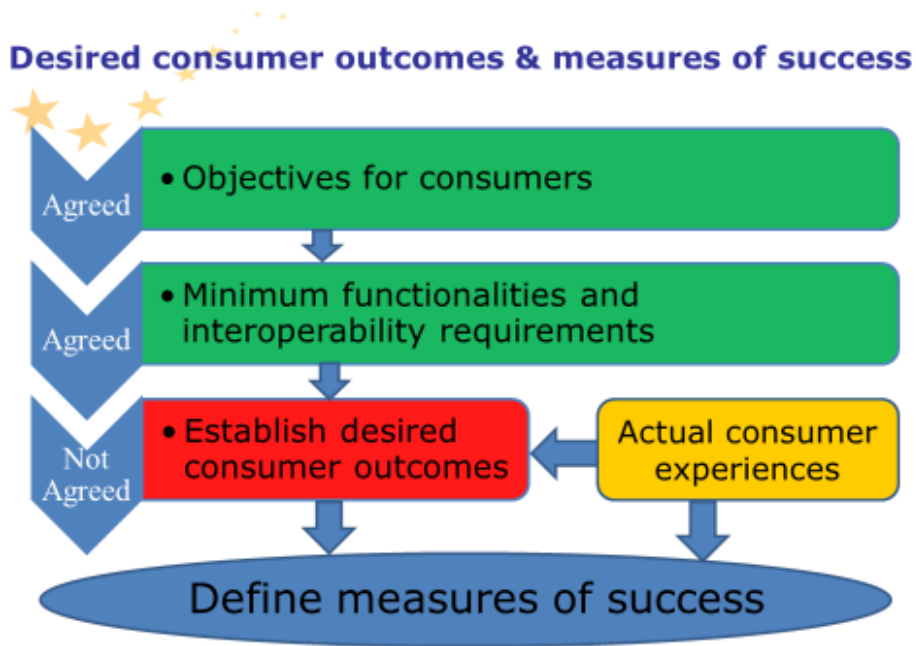 Desired consumer outcomes & measures of success
Agreed
• Objectives for consumers
Agreed
• Minimum functionalities and
interoperability requirements
Not
Agreed
• Establish desired
consumer outcomes
Actual consumer
experiences
Define measures of success